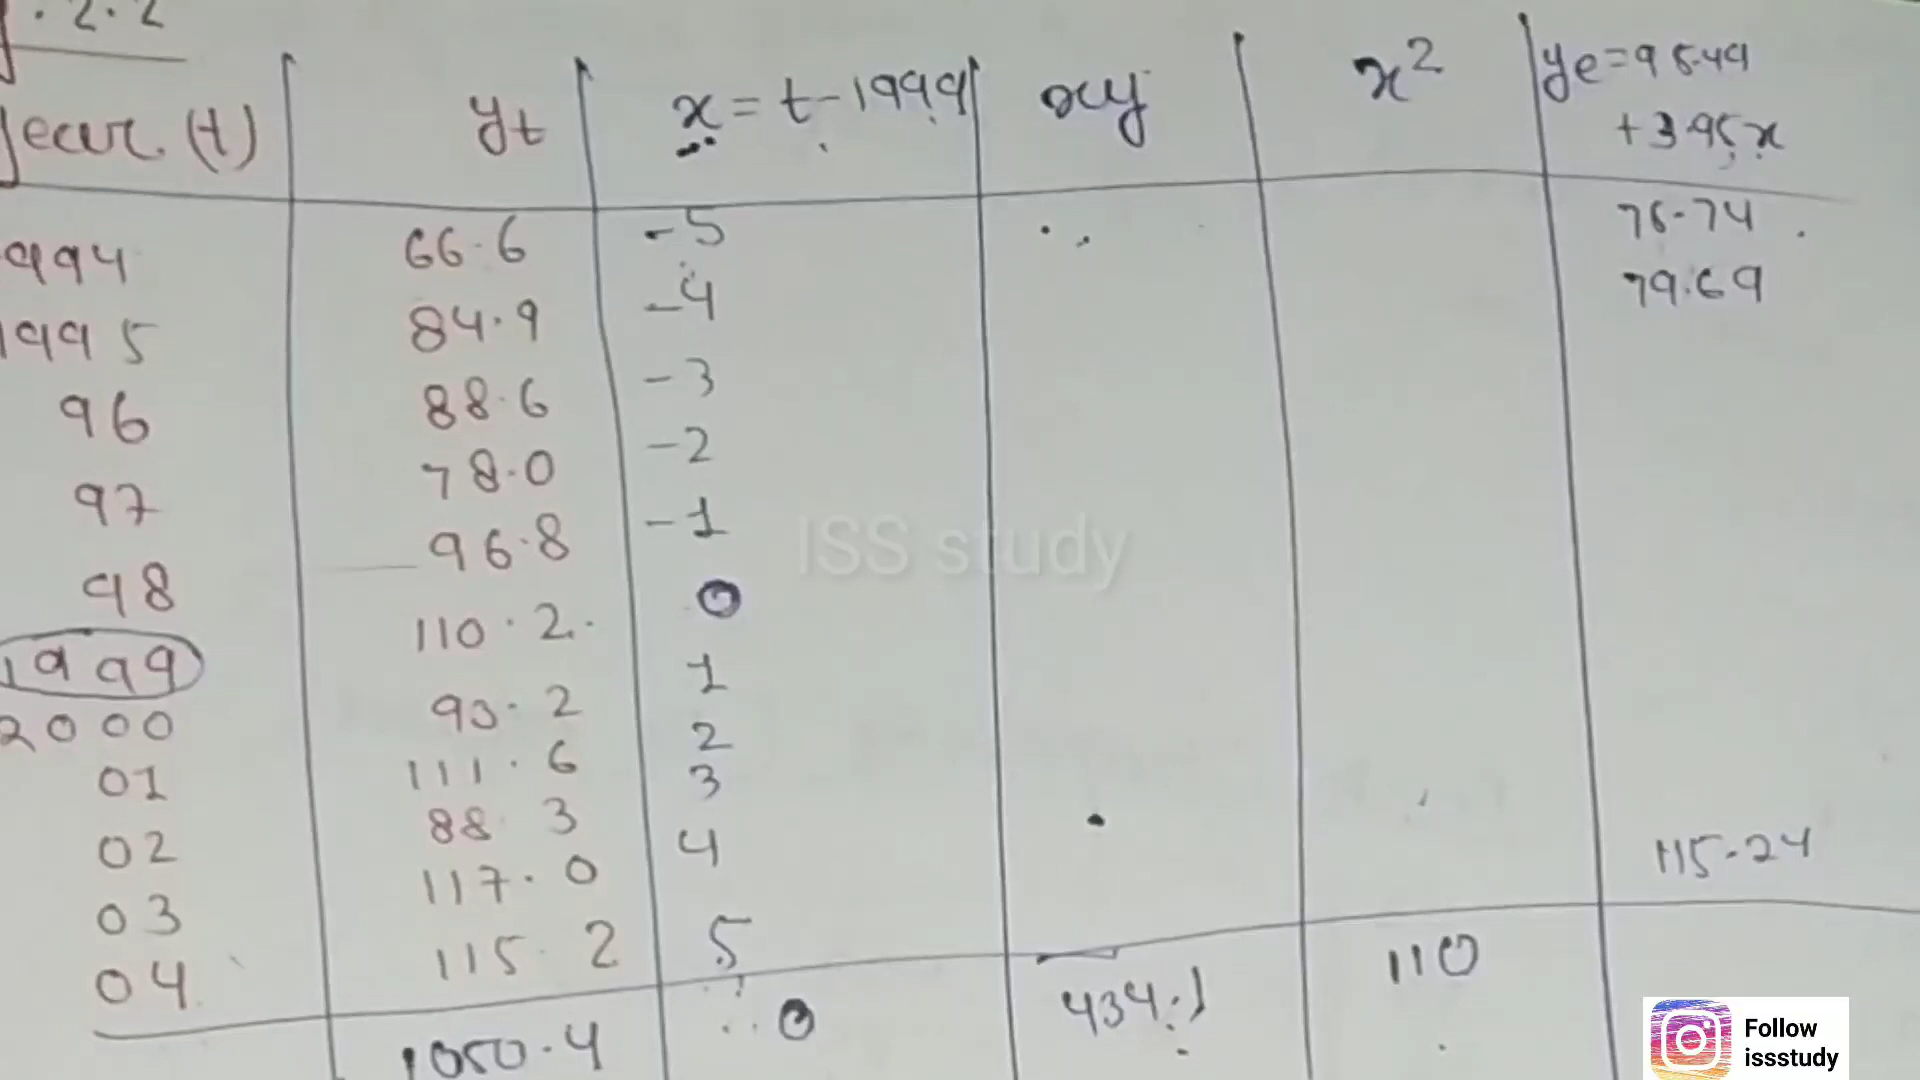 . 2.2
year (t) yt x = t-1999 xy x² ye=95.49
+3.95x
994 66.6 -5 75.74
1995 84.9 -4 79.69
96 88.6 -3
97 78.0 -2
98 96.8 -1
1999 110.2 0
2000 93.2 1
01 111.6 2
02 88 3 3
03 117.0 4 115.24
04 115.2 5
1050.4 0 434.1 110
ISS study
Follow
issstudy